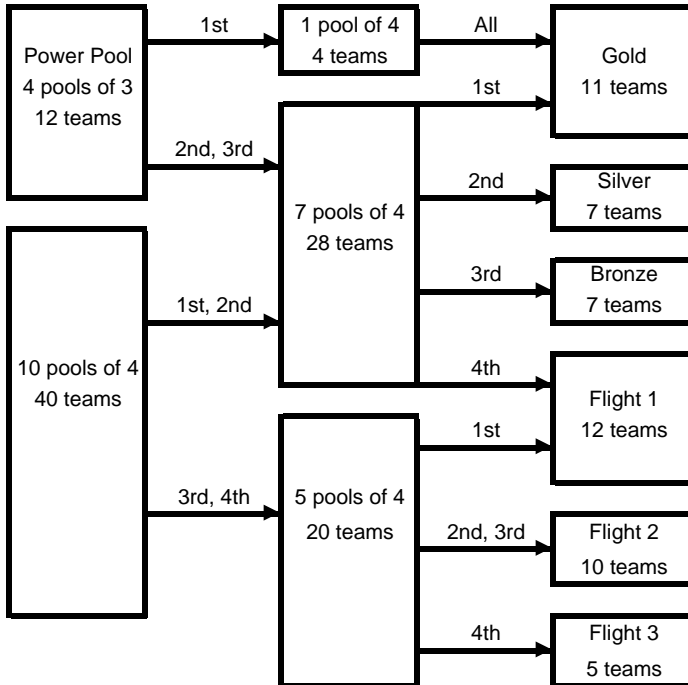 Power Pool
4 pools of 3
12 teams
1st
1 pool of 4
4 teams
All
Gold
11 teams
1st
2nd, 3rd
7 pools of 4
28 teams
2nd
Silver
7 teams
3rd
Bronze
7 teams
10 pools of 4
40 teams
1st, 2nd
4th
Flight 1
12 teams
1st
3rd, 4th
5 pools of 4
20 teams
2nd, 3rd
Flight 2
10 teams
4th
Flight 3
5 teams